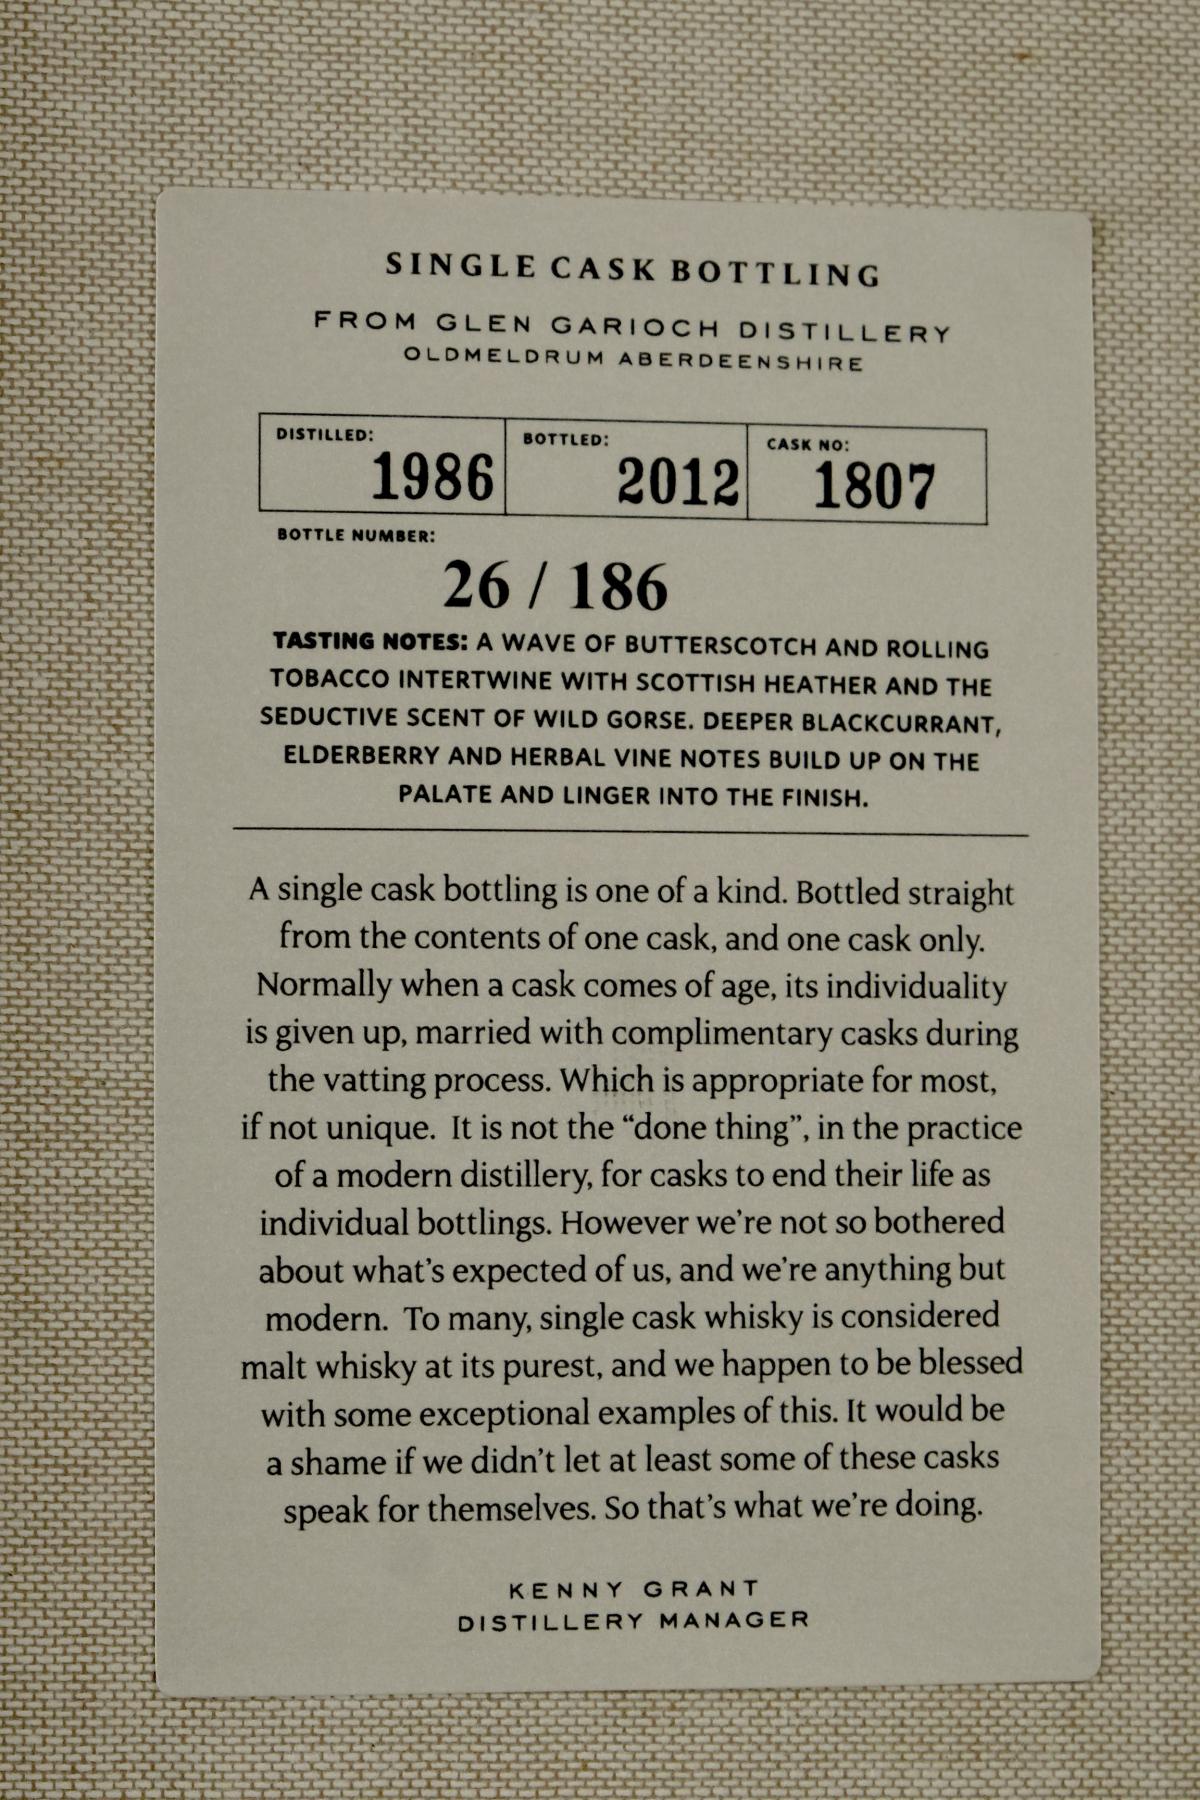 SINGLE CASK BOTTLING
FROM GLEN GARIOCH DISTILLERY
OLDMELDRUM ABERDEENSHIRE
DISTILLED: BOTTLED: CASK NO:
1986 2012 1807
BOTTLE NUMBER:
26 / 186
TASTING NOTES: A WAVE OF BUTTERSCOTCH AND ROLLING
TOBACCO INTERTWINE WITH SCOTTISH HEATHER AND THE
SEDUCTIVE SCENT OF WILD GORSE. DEEPER BLACKCURRANT,
ELDERBERRY AND HERBAL VINE NOTES BUILD UP ON THE
PALATE AND LINGER INTO THE FINISH.
A single cask bottling is one of a kind. Bottled straight
from the contents of one cask, and one cask only.
Normally when a cask comes of age, its individuality
is given up, married with complimentary casks during
the vatting process. Which is appropriate for most,
if not unique. It is not the “done thing”, in the practice
of a modern distillery, for casks to end their life as
individual bottlings. However we’re not so bothered
about what’s expected of us, and we’re anything but
modern. To many, single cask whisky is considered
malt whisky at its purest, and we happen to be blessed
with some exceptional examples of this. It would be
a shame if we didn’t let at least some of these casks
speak for themselves. So that’s what we’re doing.
KENNY GRANT
DISTILLERY MANAGER